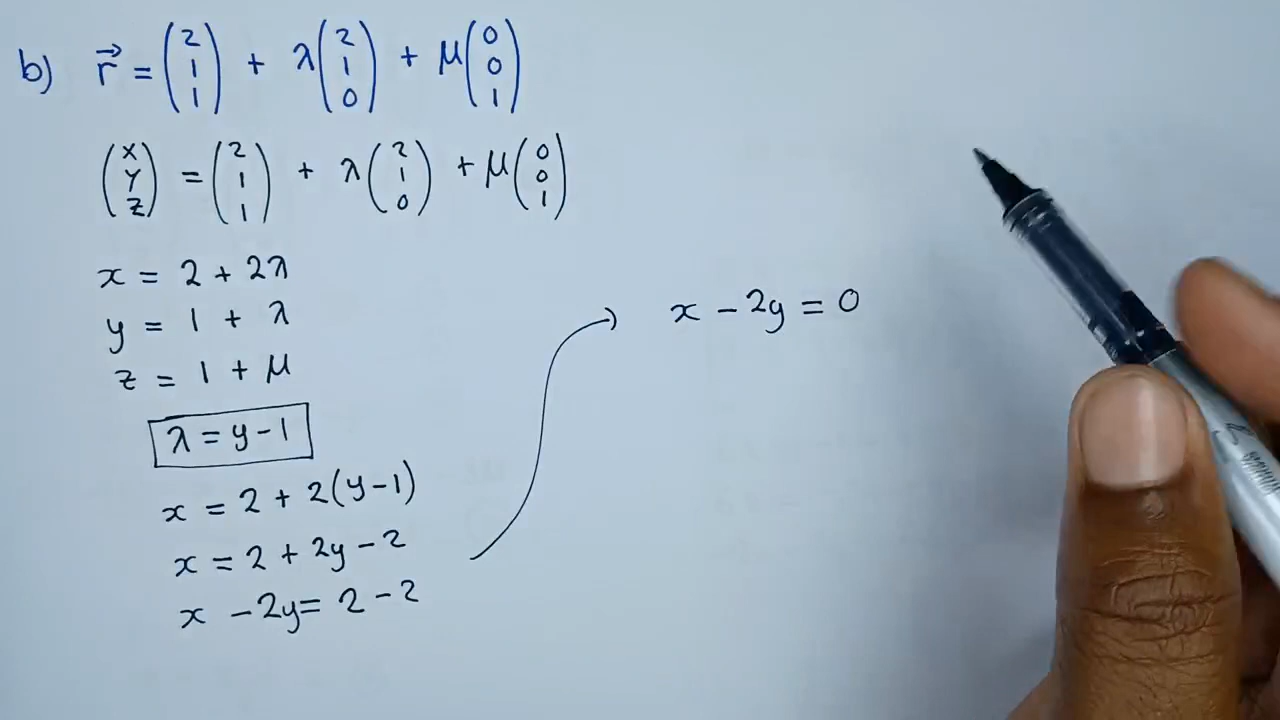 b) r⃗ = (2 1 1) + λ(2 1 0) + μ(0 0 1)
(x y z) = (2 1 1) + λ(2 1 0) + μ(0 0 1)
x = 2 + 2λ
y = 1 + λ
z = 1 + μ
λ = y - 1
x = 2 + 2(y - 1)
x = 2 + 2y - 2
x - 2y = 2 - 2
x - 2y = 0